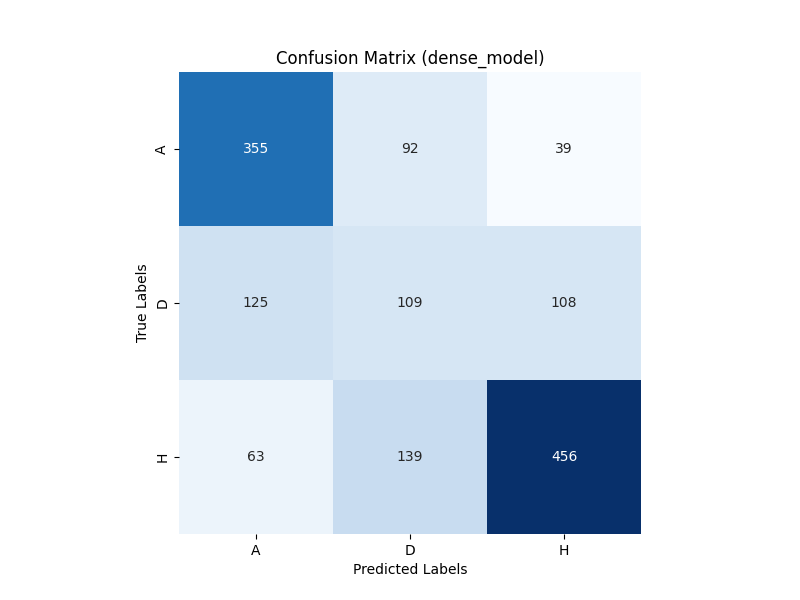 Confusion Matrix (dense_model)
True Labels
A
355 92 39
D
125 109 108
H
63 139 456
A D H
Predicted Labels